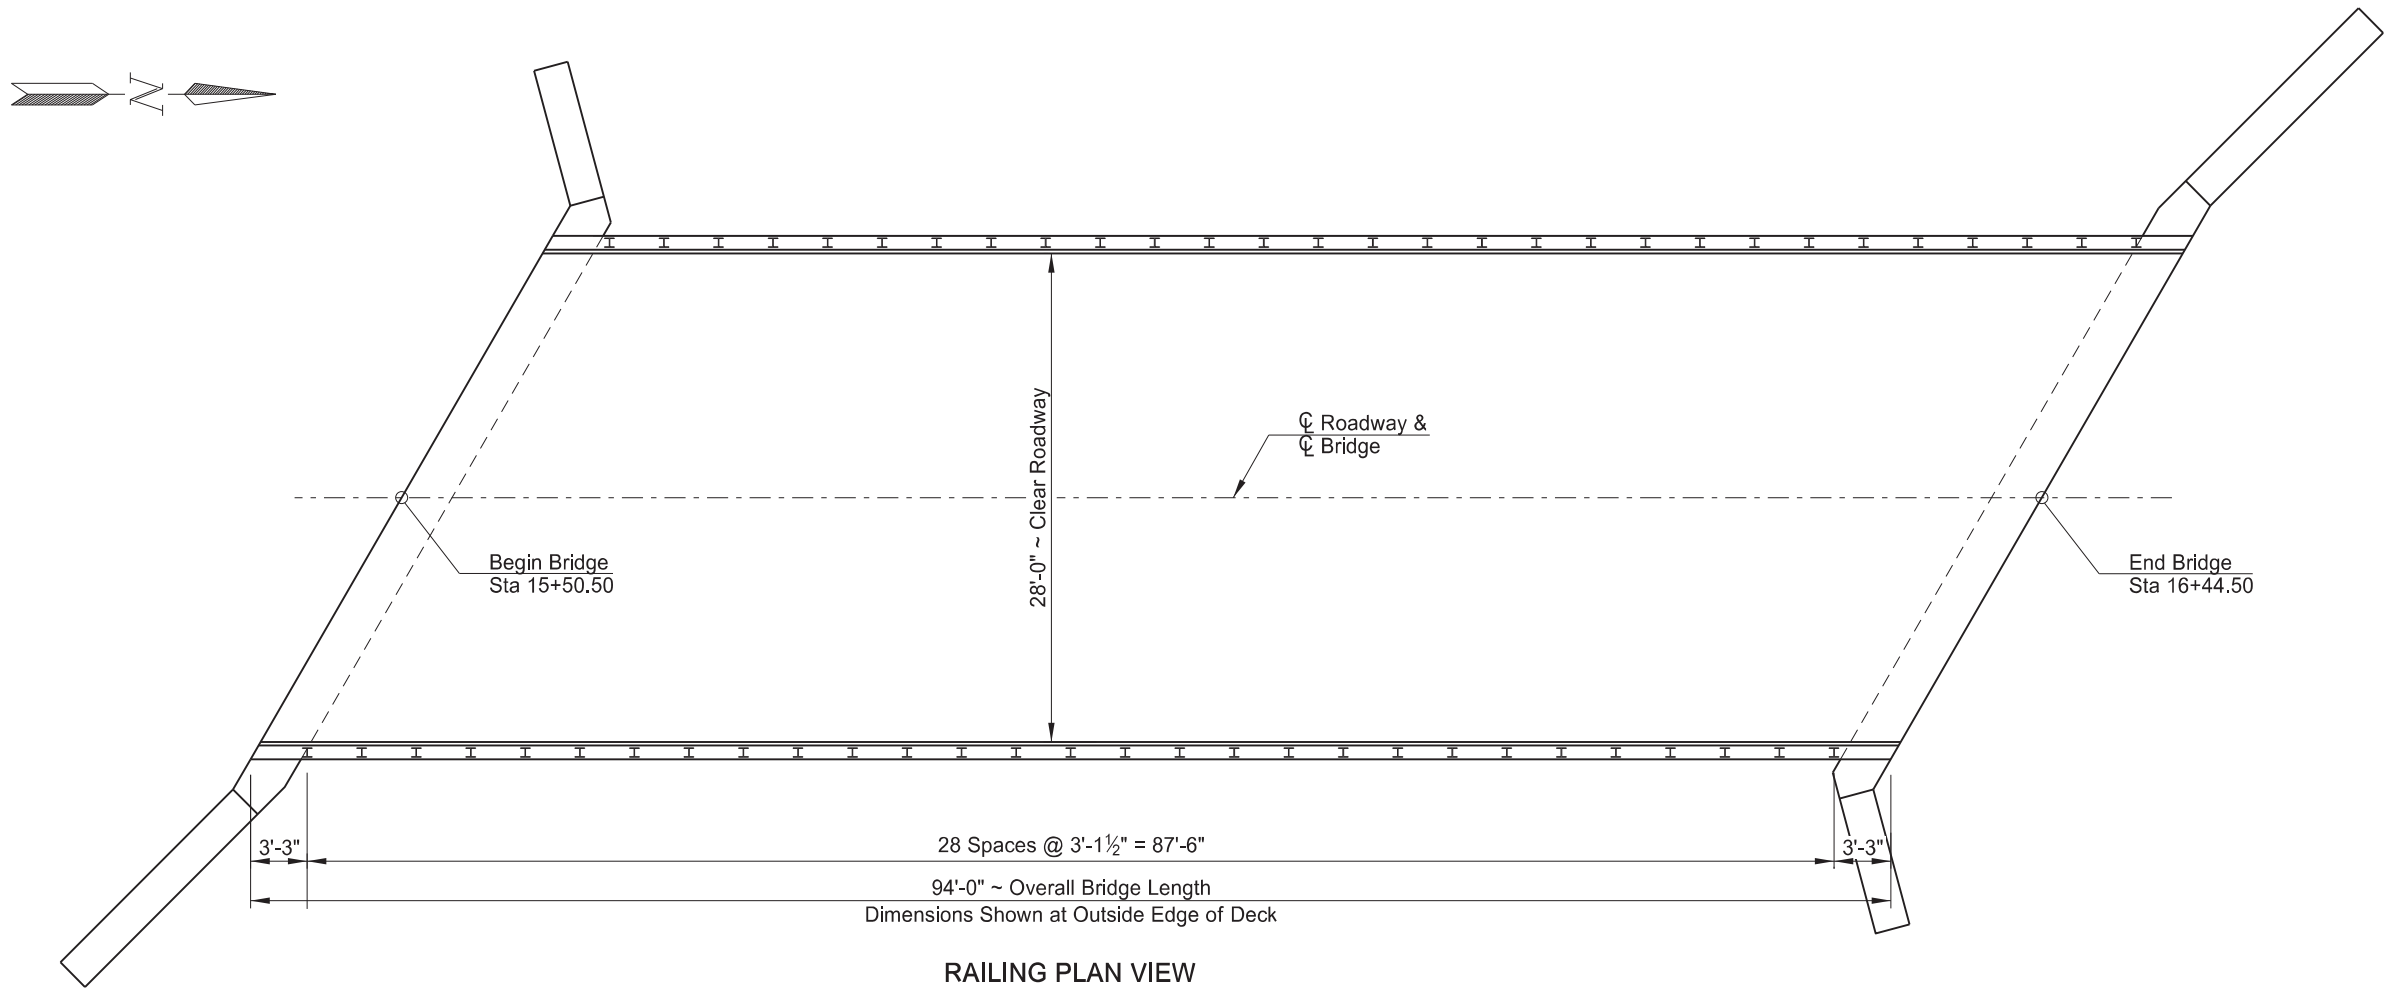 N
℄ Roadway &
℄ Bridge
28'-0" ~ Clear Roadway
Begin Bridge
Sta 15+50.50
End Bridge
Sta 16+44.50
3'-3"
28 Spaces @ 3'-1½" = 87'-6"
3'-3"
94'-0" ~ Overall Bridge Length
Dimensions Shown at Outside Edge of Deck
RAILING PLAN VIEW